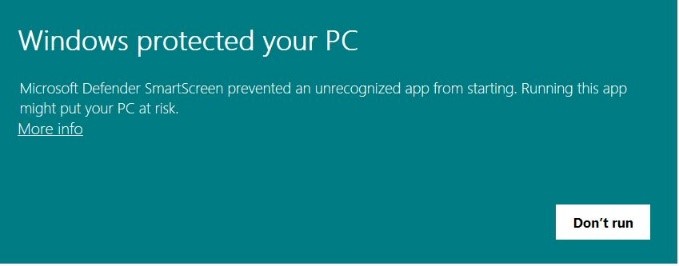 Windows protected your PC
Microsoft Defender SmartScreen prevented an unrecognized app from starting. Running this app
might put your PC at risk.
More info
Don't run